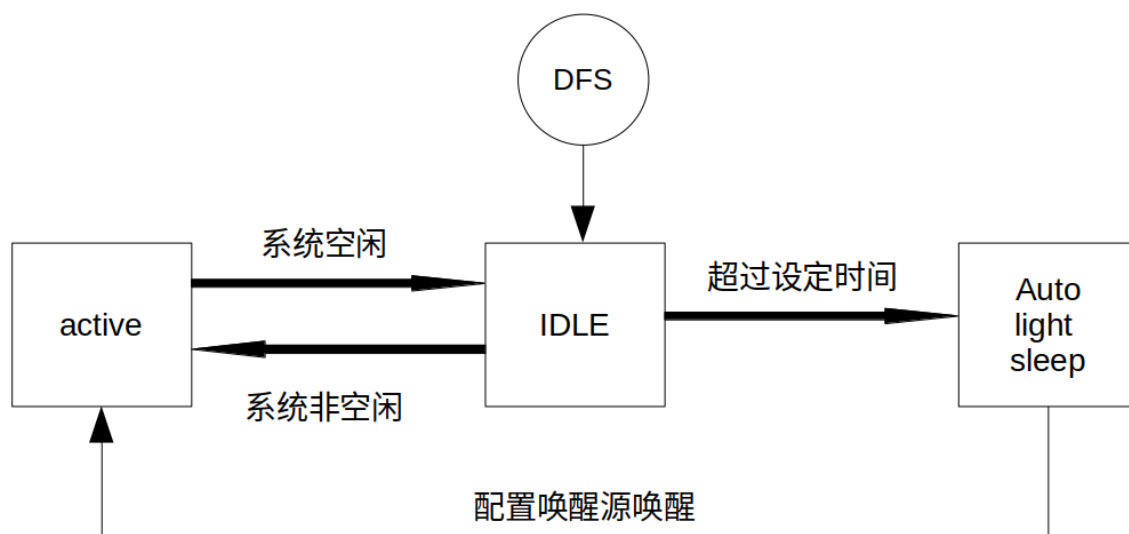 DFS
系统空闲
超过设定时间
active
IDLE
Auto
light
sleep
系统非空闲
配置唤醒源唤醒